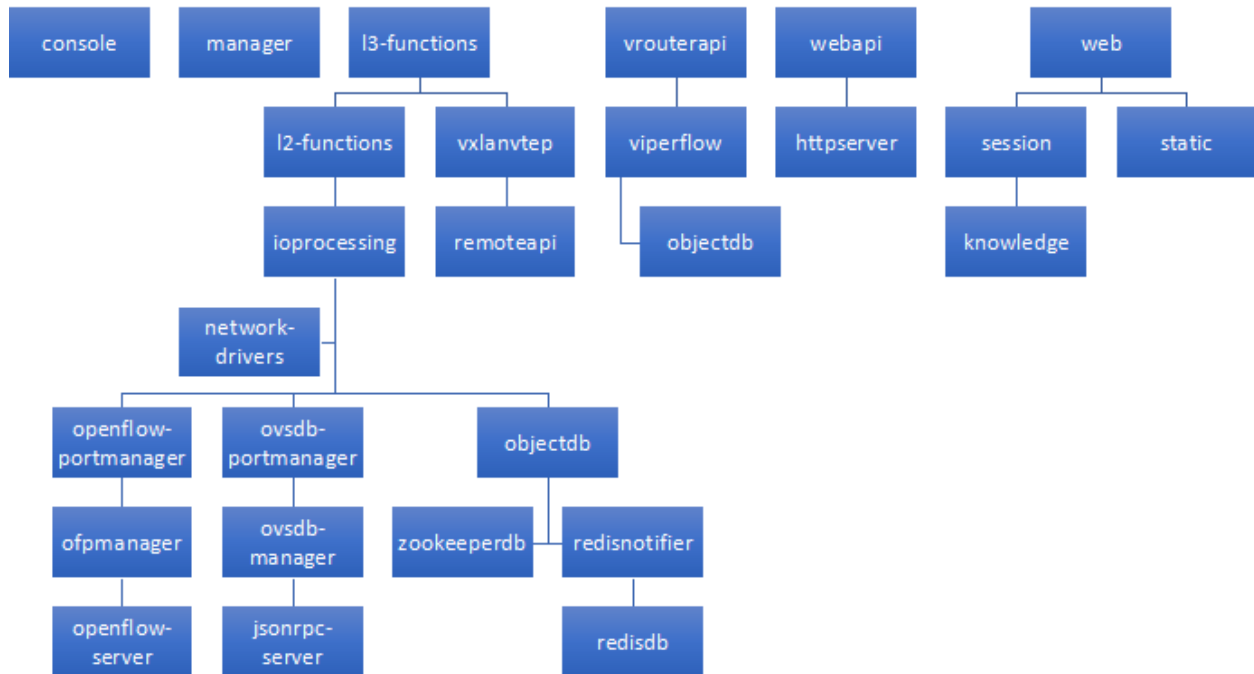 console
manager
l3-functions
vrouterapi
webapi
web
l2-functions
vxlanvtep
viperflow
httpserver
session
static
ioprocessing
remoteapi
objectdb
knowledge
network-
drivers
openflow-
portmanager
ovsdb-
portmanager
objectdb
ofpmanager
ovsdb-
manager
zookeeperdb
redisnotifier
openflow-
server
jsonrpc-
server
redisdb